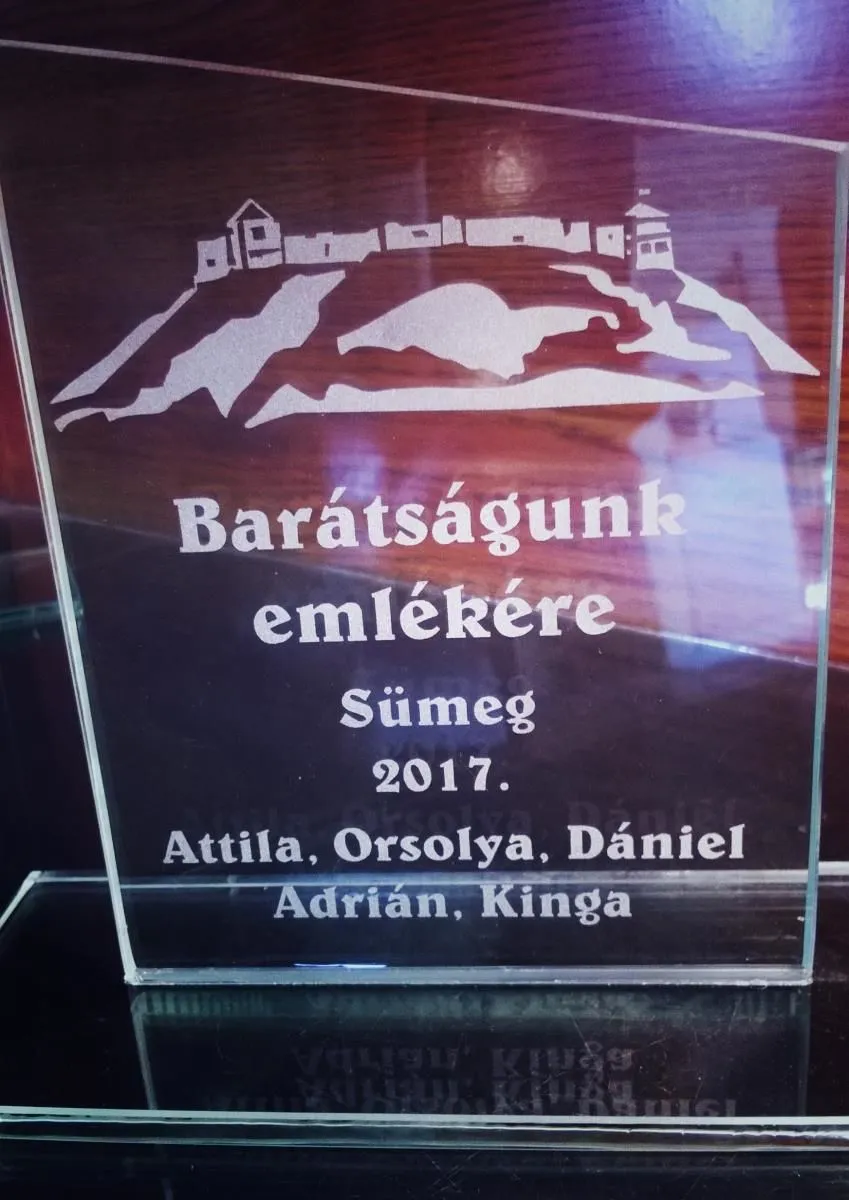 Barátságunk
emlékére
Sümeg
2017.
Attila, Orsolya, Dániel
Adrián, Kinga